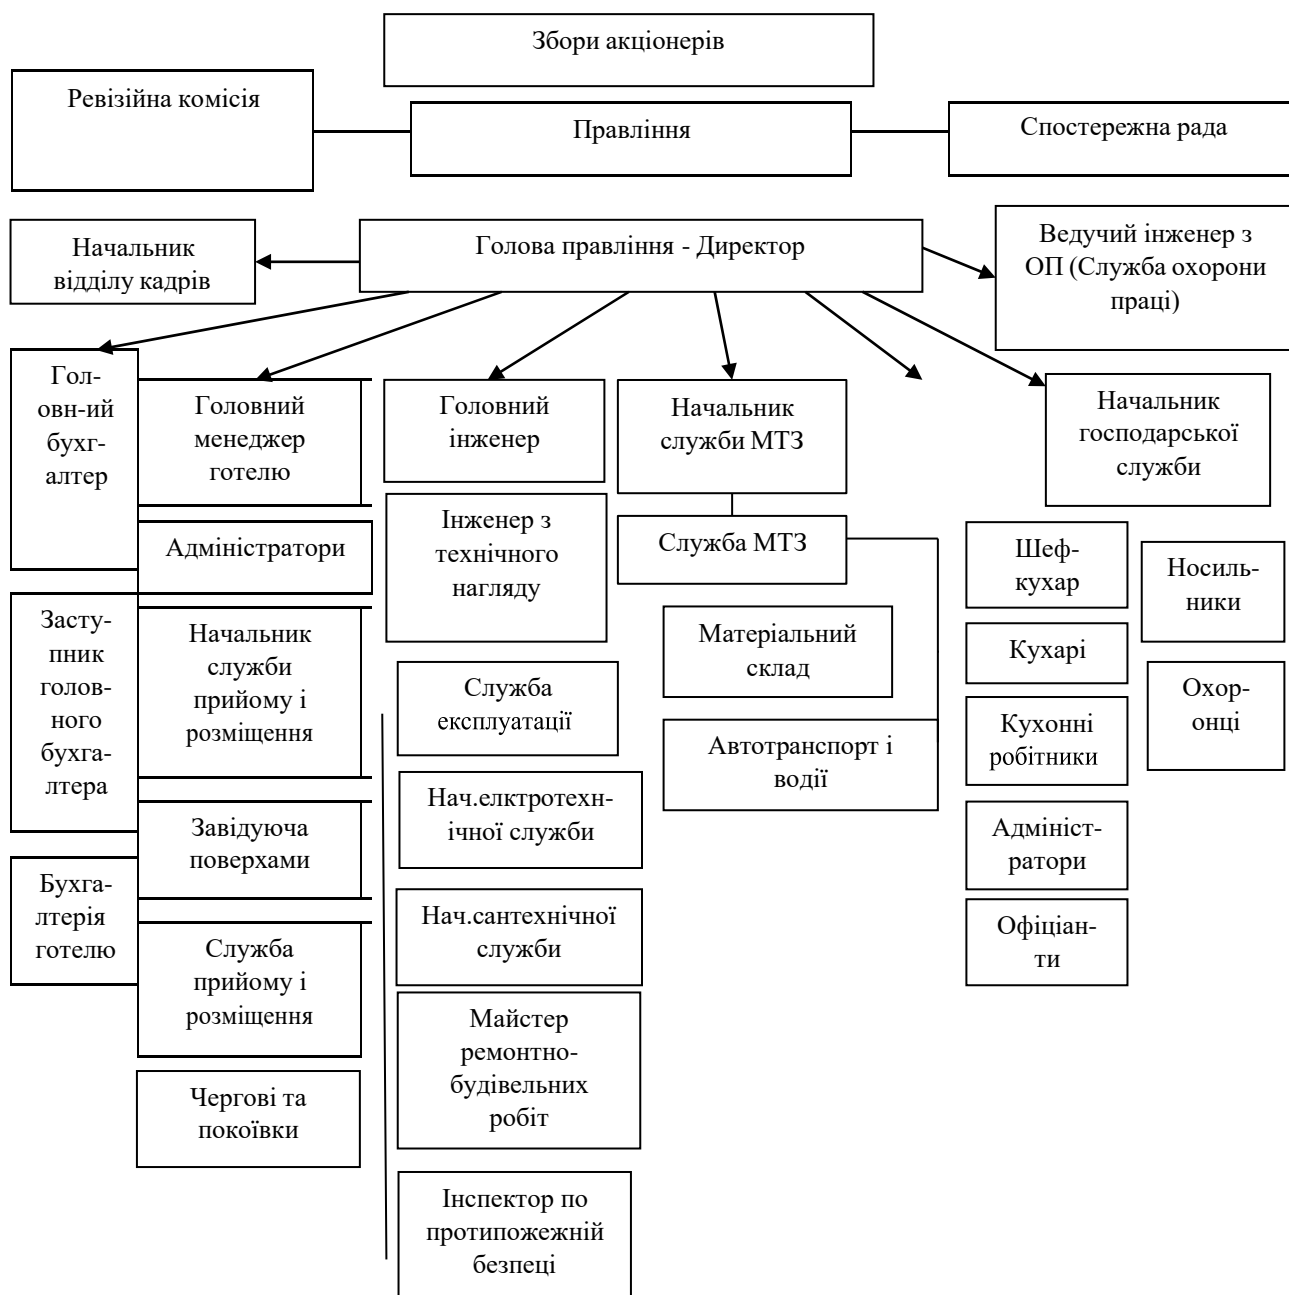 Збори акціонерів
Ревізійна комісія
Правління
Спостережна рада
Начальник
відділу кадрів
Голова правління - Директор
Ведучий інженер з
ОП (Служба охорони
праці)
Гол-
овн-ий
бухг-
алтер
Головний
менеджер
готелю
Головний
інженер
Начальник
служби МТЗ
Начальник
господарської
служби
Адміністратори
Інженер з
технічного
нагляду
Служба МТЗ
Шеф-
кухар
Носиль-
ники
Засту-
пник
голов-
ного
бухга-
лтера
Начальник
служби
прийому і
розміщення
Матеріальний
склад
Кухарі
Охор-
онці
Служба
експлуатації
Автотранспорт і
водії
Кухонні
робітники
Завідуюча
поверхами
Нач.елктротехн-
ічної служби
Адмініст-
ратори
Бухга-
лтерія
готелю
Служба
прийому і
розміщення
Нач.сантехнічної
служби
Офіціан-
ти
Майстер
ремонтно-
будівельних
робіт
Чергові та
покоївки
Інспектор по
протипожежній
безпеці